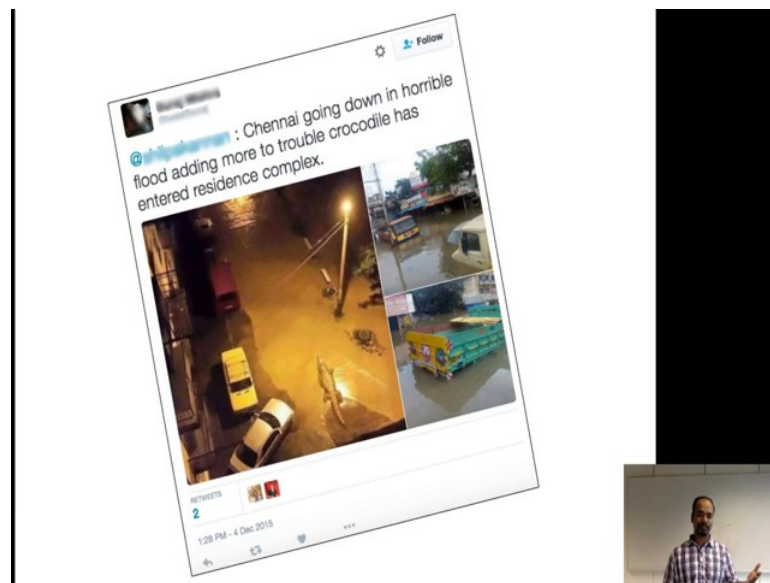 Follow
: Chennai going down in horrible
flood adding more to trouble crocodile has
entered residence complex.
RETWEETS
2
1:28 PM - 4 Dec 2015